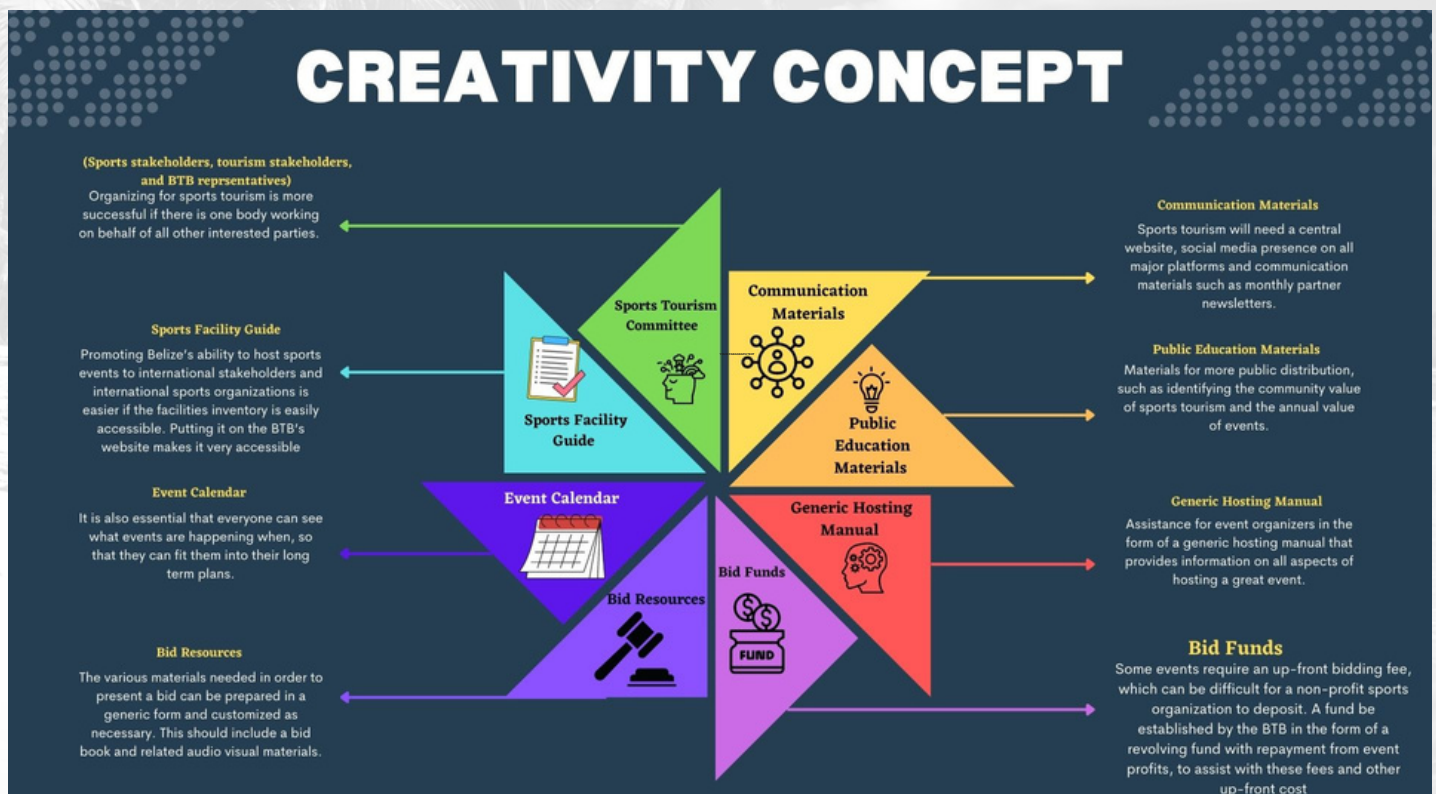 CREATIVITY CONCEPT
(Sports stakeholders, tourism stakeholders,
and BTB reprsentatives)
Organizing for sports tourism is more
successful if there is one body working
on behalf of all other interested parties.
Sports Facility Guide
Promoting Belize's ability to host sports
events to international stakeholders and
international sports organizations is
easier if the facilities inventory is easily
accessible. Putting it on the BTB's
website makes it very accessible
Event Calendar
It is also essential that everyone can see
what events are happening when, so
that they can fit them into their long
term plans.
Bid Resources
The various materials needed in order to
present a bid can be prepared in a
generic form and customized as
necessary. This should include a bid
book and related audio visual materials.
Sports Tourism
Committee
Communication
Materials
Sports Facility
Guide
Public
Education
Materials
Event Calendar
Generic Hosting
Manual
Bid Resources
Bid Funds
FUND
Communication Materials
Sports tourism will need a central
website, social media presence on all
major platforms and communication
materials such as monthly partner
newsletters.
Public Education Materials
Materials for more public distribution,
such as identifying the community value
of sports tourism and the annual value
of events.
Generic Hosting Manual
Assistance for event organizers in the
form of a generic hosting manual that
provides information on all aspects of
hosting a great event.
Bid Funds
Some events require an up-front bidding fee,
which can be difficult for a non-profit sports
organization to deposit. A fund be
established by the BTB in the form of a
revolving fund with repayment from event
profits, to assist with these fees and other
up-front cost